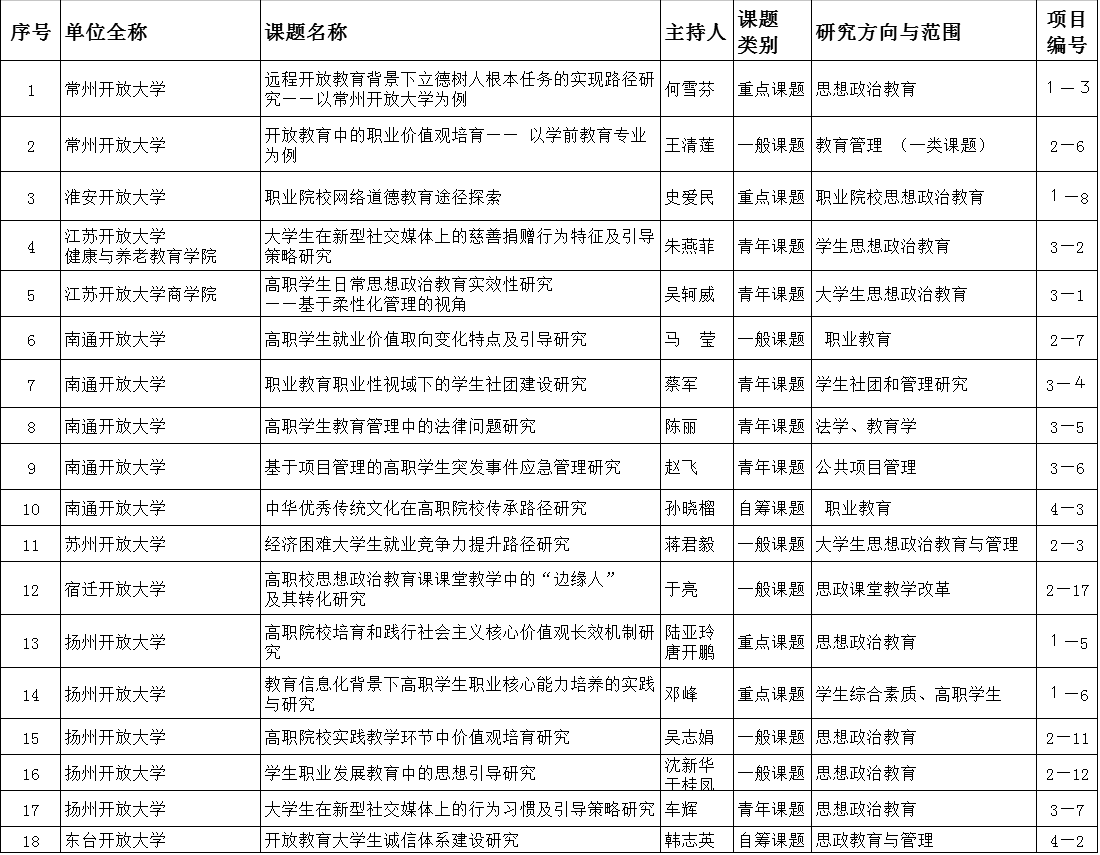 序号 单位全称 课题名称 主持人 课题类别 研究方向与范围 项目编号
1 常州开放大学 远程开放教育背景下立德树人根本任务的实现路径研究——以常州开放大学为例 何雪芬 重点课题 思想政治教育 1－3
2 常州开放大学 开放教育中的职业价值观培育—— 以学前教育专业为例 王清莲 一般课题 教育管理 （一类课题） 2—6
3 淮安开放大学 职业院校网络道德教育途径探索 史爱民 重点课题 职业院校思想政治教育 1－8
4 江苏开放大学健康与养老教育学院 大学生在新型社交媒体上的慈善捐赠行为特征及引导策略研究 朱燕菲 青年课题 学生思想政治教育 3—2
5 江苏开放大学商学院 高职学生日常思想政治教育实效性研究——基于柔性化管理的视角 吴轲威 青年课题 大学生思想政治教育 3—1
6 南通开放大学 高职学生就业价值取向变化特点及引导研究 马 莹 一般课题 职业教育 2—7
7 南通开放大学 职业教育职业性视域下的学生社团建设研究 蔡军 青年课题 学生社团和管理研究 3—4
8 南通开放大学 高职学生教育管理中的法律问题研究 陈丽 青年课题 法学、教育学 3—5
9 南通开放大学 基于项目管理的高职学生突发事件应急管理研究 赵飞 青年课题 公共项目管理 3—6
10 南通开放大学 中华优秀传统文化在高职院校传承路径研究 孙晓榴 自筹课题 职业教育 4—3
11 苏州开放大学 经济困难大学生就业竞争力提升路径研究 蒋君毅 一般课题 大学生思想政治教育与管理 2—3
12 宿迁开放大学 高职校思想政治教育课课堂教学中的“边缘人”及其转化研究 于亮 一般课题 思政课堂教学改革 2—17
13 扬州开放大学 高职院校培育和践行社会主义核心价值观长效机制研究 陆亚玲 唐开鹏 重点课题 思想政治教育 1－5
14 扬州开放大学 教育信息化背景下高职学生职业核心能力培养的实践与研究 邓峰 重点课题 学生综合素质、高职学生 1－6
15 扬州开放大学 高职院校实践教学环节中价值观培育研究 吴志娟 一般课题 思想政治教育 2—11
16 扬州开放大学 学生职业发展教育中的思想引导研究 沈新华 一般课题 思想政治教育 2—12
17 扬州开放大学 大学生在新型社交媒体上的行为习惯及引导策略研究 车辉 青年课题 思想政治教育 3—7
18 东台开放大学 开放教育大学生诚信体系建设研究 韩志英 自筹课题 思政教育与管理 4—2